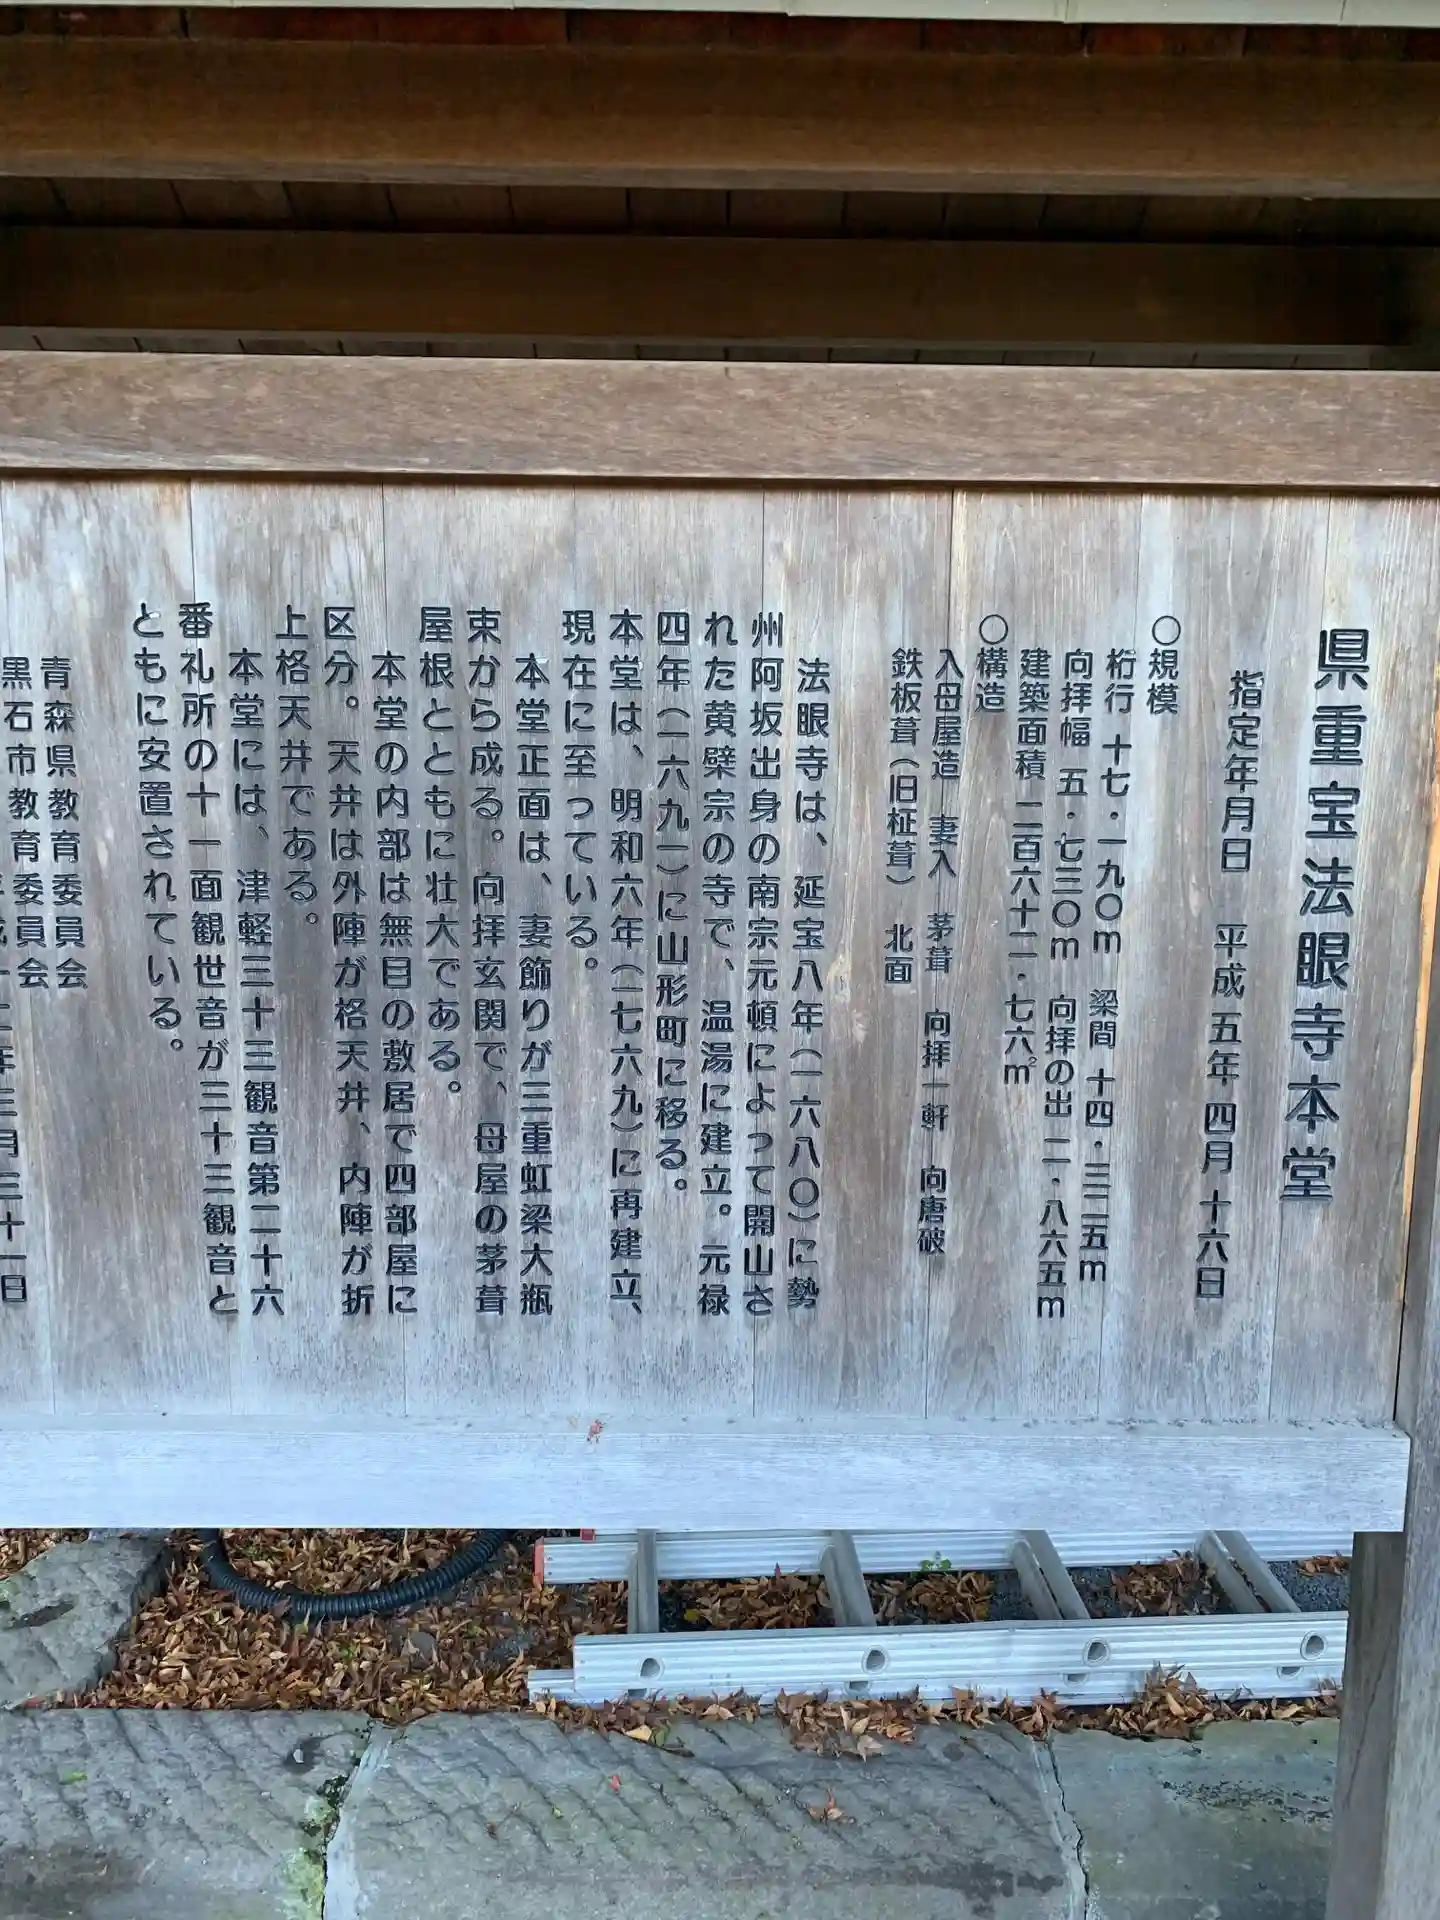 県重宝法眼寺本堂
指定年月日 平成五年四月十六日
○規模
桁行 十七・一九〇m 梁間 十四・三二五m
向拝幅 五・七三〇m 向拝の出 二・八六五m
建築面積 二百六十二・七六㎡
○構造
入母屋造 妻入 茅葺 向拝一軒 向唐破
鉄板葺(旧柾葺) 北面
法眼寺は、延宝八年(一六八〇)に勢
州阿坂出身の南宗元頓によって開山さ
れた黄檗宗の寺で、温湯に建立。元禄
四年(一六九一)に山形町に移る。
本堂は、明和六年(一七六九)に再建立、
現在に至っている。
本堂正面は、妻飾りが三重虹梁大瓶
束から成る。向拝玄関で、母屋の茅葺
屋根とともに壮大である。
本堂の内部は無目の敷居で四部屋に
区分。天井は外陣が格天井、内陣が折
上格天井である。
本堂には、津軽三十三観音第二十六
番礼所の十一面観世音が三十三観音と
ともに安置されている。
青森県教育委員会
黒石市教育委員会
年三月三十一日